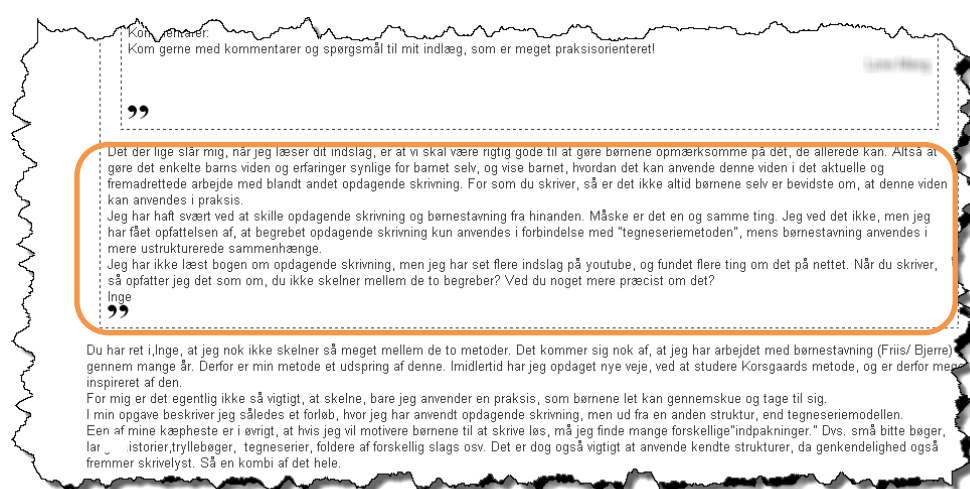 Kommentarer:
Kom gerne med kommentarer og spørgsmål til mit indlæg, som er meget praksisorienteret!
”
Det der lige slår mig, når jeg læser dit indslag, er at vi skal være rigtig gode til at gøre børnene opmærksomme på dét, de allerede kan. Altså at
gøre det enkelte barns viden og erfaringer synlige for barnet selv, og vise barnet, hvordan det kan anvende denne viden i det aktuelle og
fremadrettede arbejde med blandt andet opdagende skrivning. For som du skriver, så er det ikke altid børnene selv er bevidste om, at denne viden
kan anvendes i praksis.
Jeg har haft svært ved at skille opdagende skrivning og børnestavning fra hinanden. Måske er det en og samme ting. Jeg ved det ikke, men jeg
har fået opfattelsen af, at begrebet opdagende skrivning kun anvendes i forbindelse med "tegneseriemetoden", mens børnestavning anvendes i
mere ustrukturerede sammenhænge.
Jeg har ikke læst bogen om opdagende skrivning, men jeg har set flere indslag på youtube, og fundet flere ting om det på nettet. Når du skriver,
så opfatter jeg det som om, du ikke skelner mellem de to begreber? Ved du noget mere præcist om det?
Inge
”
Du har ret i,Inge, at jeg nok ikke skelner så meget mellem de to metoder. Det kommer sig nok af, at jeg har arbejdet med børnestavning (Friis/ Bjerre)
gennem mange år. Derfor er min metode et udspring af denne. Imidlertid har jeg opdaget nye veje, ved at studere Korsgaards metode, og er derfor
inspireret af den.
For mig er det egentlig ikke så vigtigt, at skelne, bare jeg anvender en praksis, som børnene let kan gennemskue og tage til sig.
I min opgave beskriver jeg således et forløb, hvor jeg har anvendt opdagende skrivning, men ud fra en anden struktur, end tegneseriemodellen.
Een af mine kæpheste er i øvrigt, at hvis jeg vil motivere børnene til at skrive løs, må jeg finde mange forskellige"indpakninger." Dvs. små bitte bøger,
tryllebøger, tegneserier, foldere af forskellig slags osv. Det er dog også vigtigt at anvende kendte strukturer, da genkendelighed også
fremmer skrivelyst. Så en kombi af det hele.